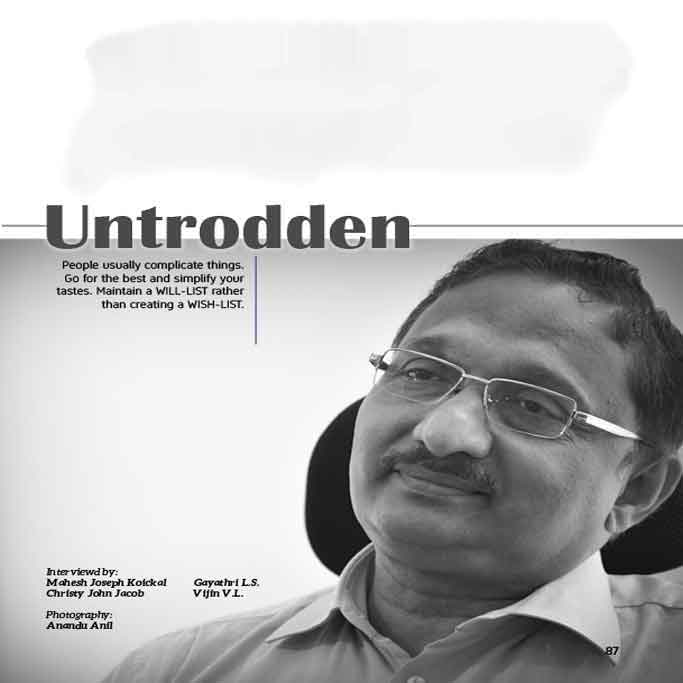 Untrodden
People usually complicate things.
Go for the best and simplify your
tastes. Maintain a WILL-LIST rather
than creating a WISH-LIST.
Interviewd by:
Mahesh Joseph Koickal Gayathri L.S.
Christy John Jacob Vijin V.L.
Photography:
Anandu Anil
87